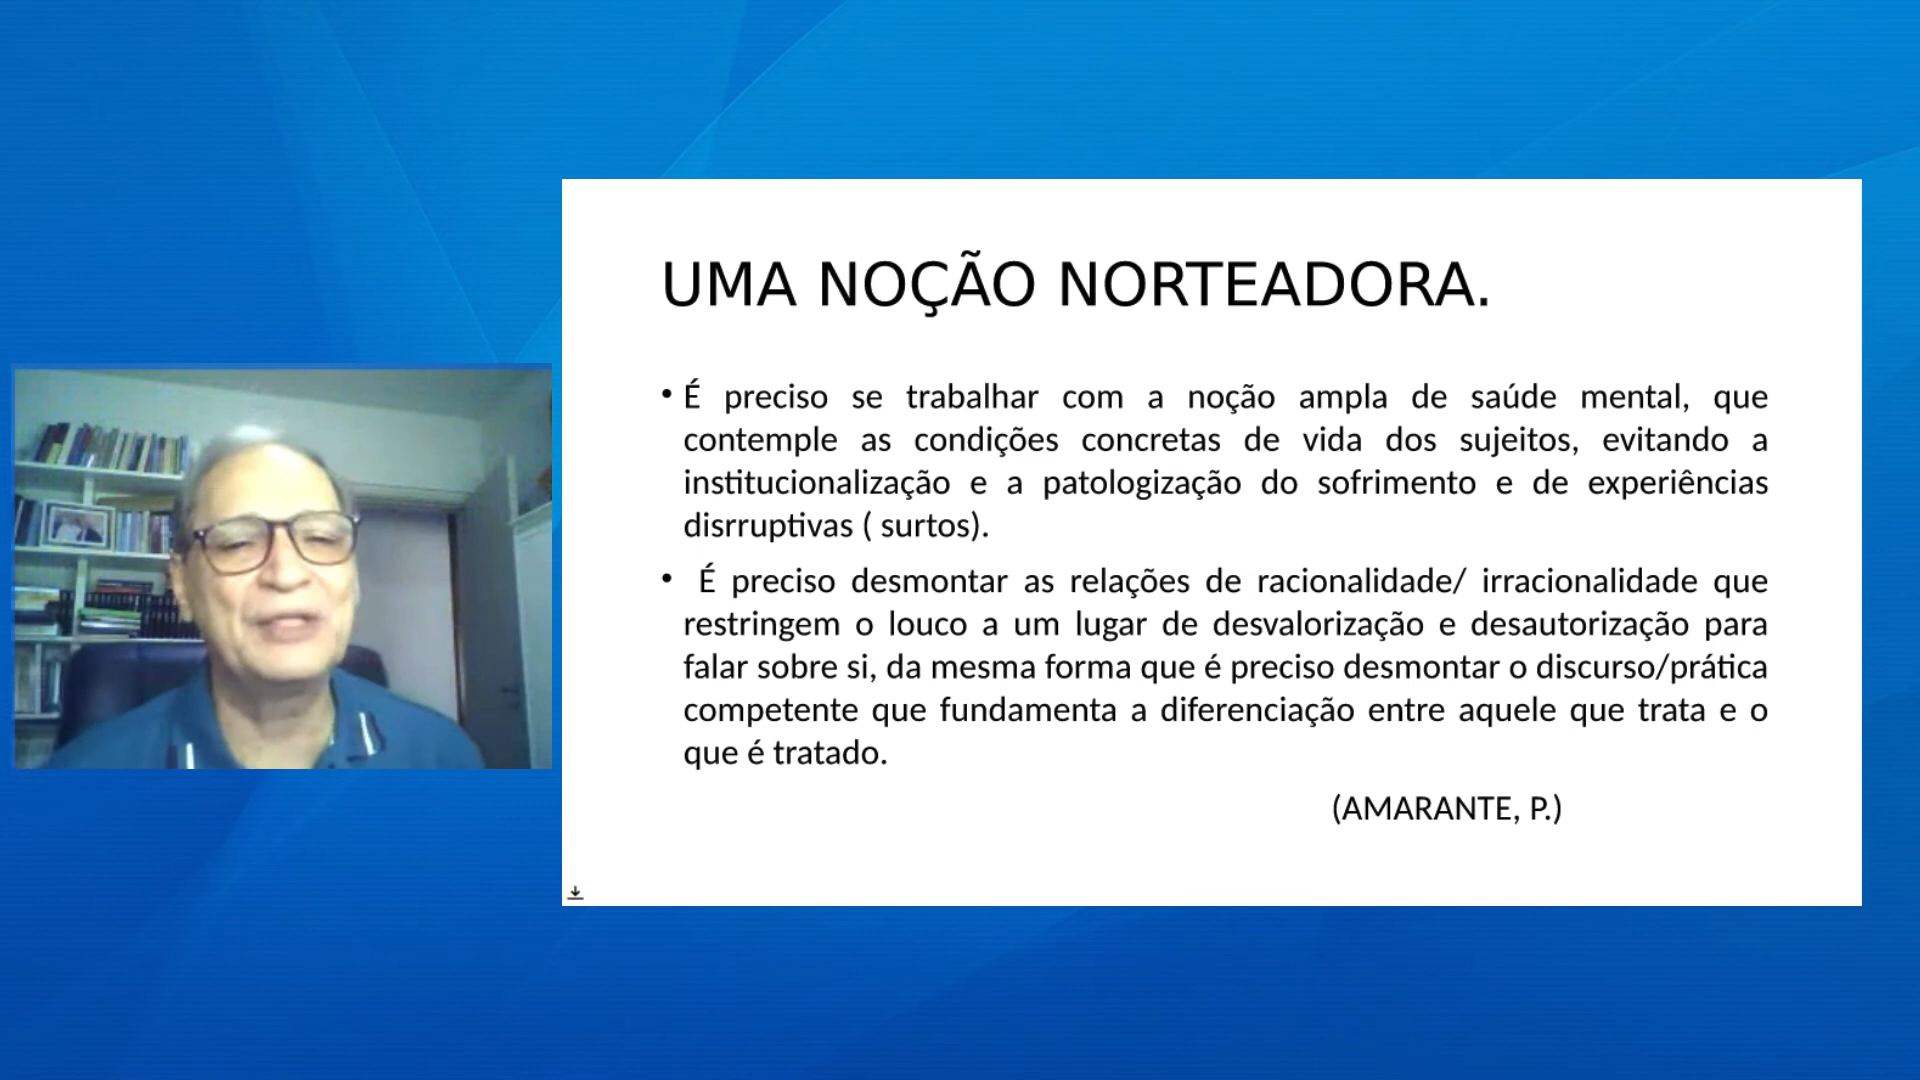 UMA NOÇÃO NORTEADORA.
• É preciso se trabalhar com a noção ampla de saúde mental, que
contemple as condições concretas de vida dos sujeitos, evitando a
institucionalização e a patologização do sofrimento e de experiências
disrruptivas ( surtos).
• É preciso desmontar as relações de racionalidade/ irracionalidade que
restringem o louco a um lugar de desvalorização e desautorização para
falar sobre si, da mesma forma que é preciso desmontar o discurso/prática
competente que fundamenta a diferenciação entre aquele que trata e o
que é tratado.
(AMARANTE, P.)